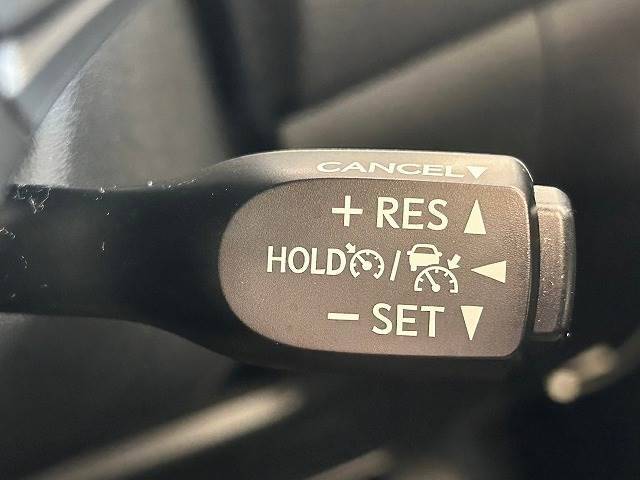 CANCEL▼
+ RES ▲
HOLD / ◀
− SET ▼